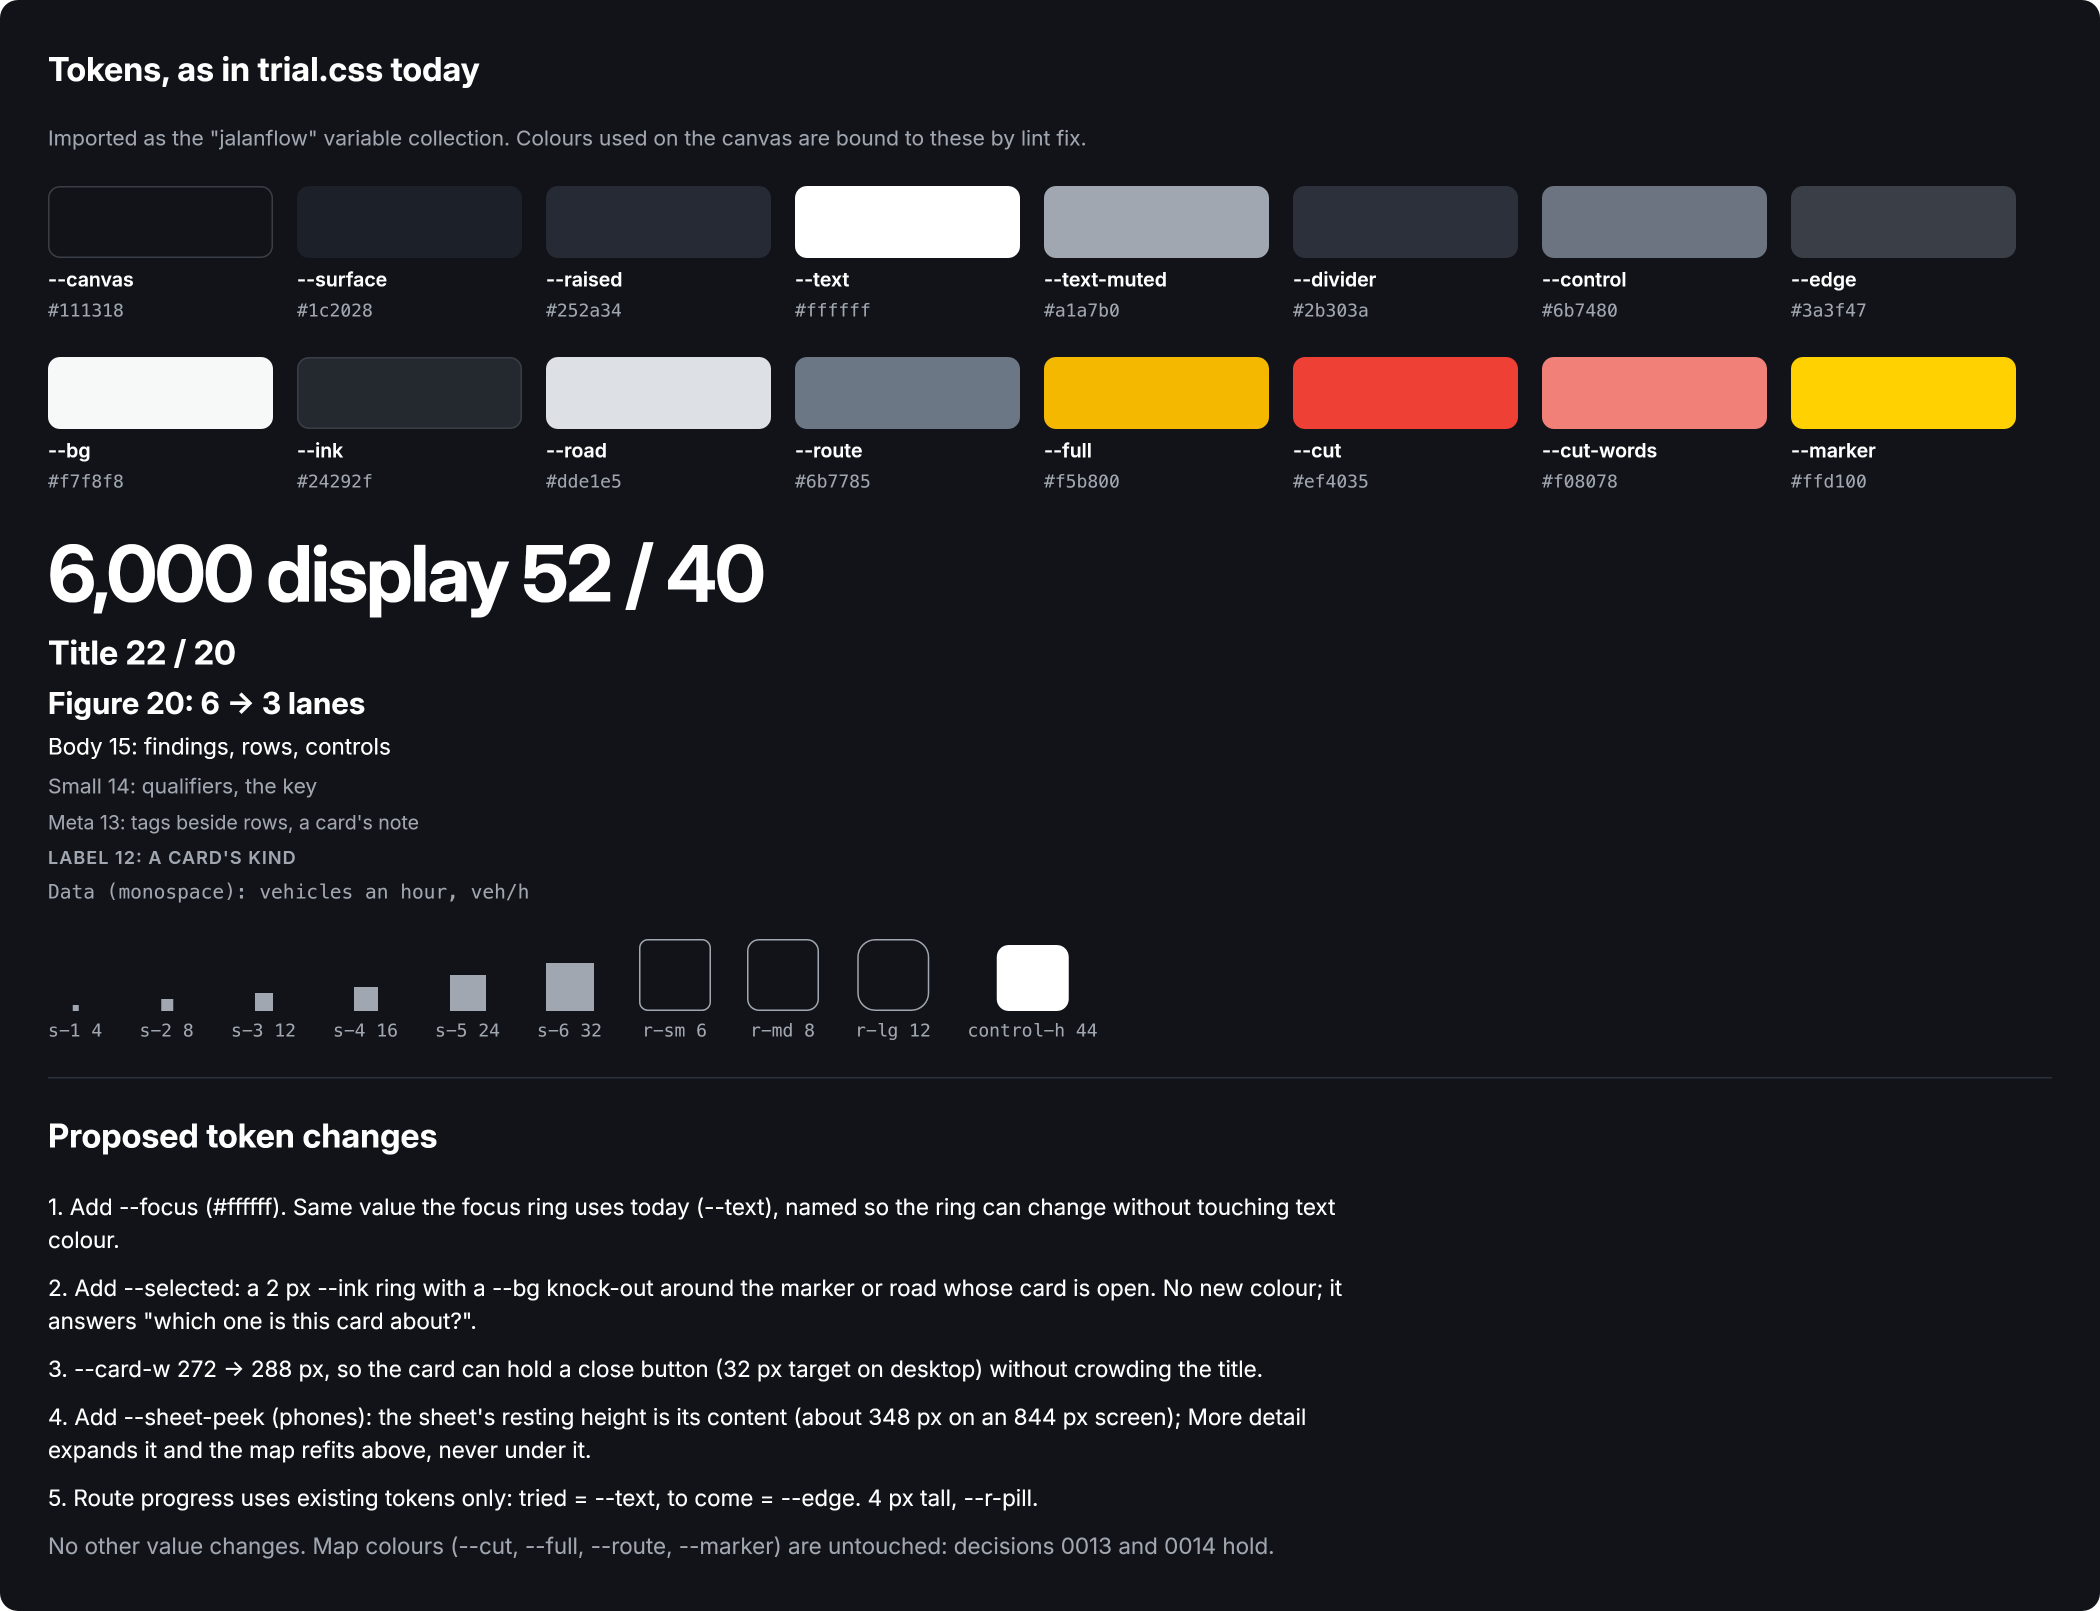 Tokens, as in trial.css today
Imported as the "jalanflow" variable collection. Colours used on the canvas are bound to these by lint fix.
--canvas --surface --raised --text --text-muted --divider --control --edge
#111318 #1c2028 #252a34 #ffffff #a1a7b0 #2b303a #6b7480 #3a3f47
--bg --ink --road --route --full --cut --cut-words --marker
#f7f8f8 #24292f #dde1e5 #6b7785 #f5b800 #ef4035 #f08078 #ffd100
6,000 display 52 / 40
Title 22 / 20
Figure 20: 6 → 3 lanes
Body 15: findings, rows, controls
Small 14: qualifiers, the key
Meta 13: tags beside rows, a card's note
LABEL 12: A CARD'S KIND
Data (monospace): vehicles an hour, veh/h
s-1 4 s-2 8 s-3 12 s-4 16 s-5 24 s-6 32 r-sm 6 r-md 8 r-lg 12 control-h 44
Proposed token changes
1. Add --focus (#ffffff). Same value the focus ring uses today (--text), named so the ring can change without touching text
colour.
2. Add --selected: a 2 px --ink ring with a --bg knock-out around the marker or road whose card is open. No new colour; it
answers "which one is this card about?".
3. --card-w 272 → 288 px, so the card can hold a close button (32 px target on desktop) without crowding the title.
4. Add --sheet-peek (phones): the sheet's resting height is its content (about 348 px on an 844 px screen); More detail
expands it and the map refits above, never under it.
5. Route progress uses existing tokens only: tried = --text, to come = --edge. 4 px tall, --r-pill.
No other value changes. Map colours (--cut, --full, --route, --marker) are untouched: decisions 0013 and 0014 hold.